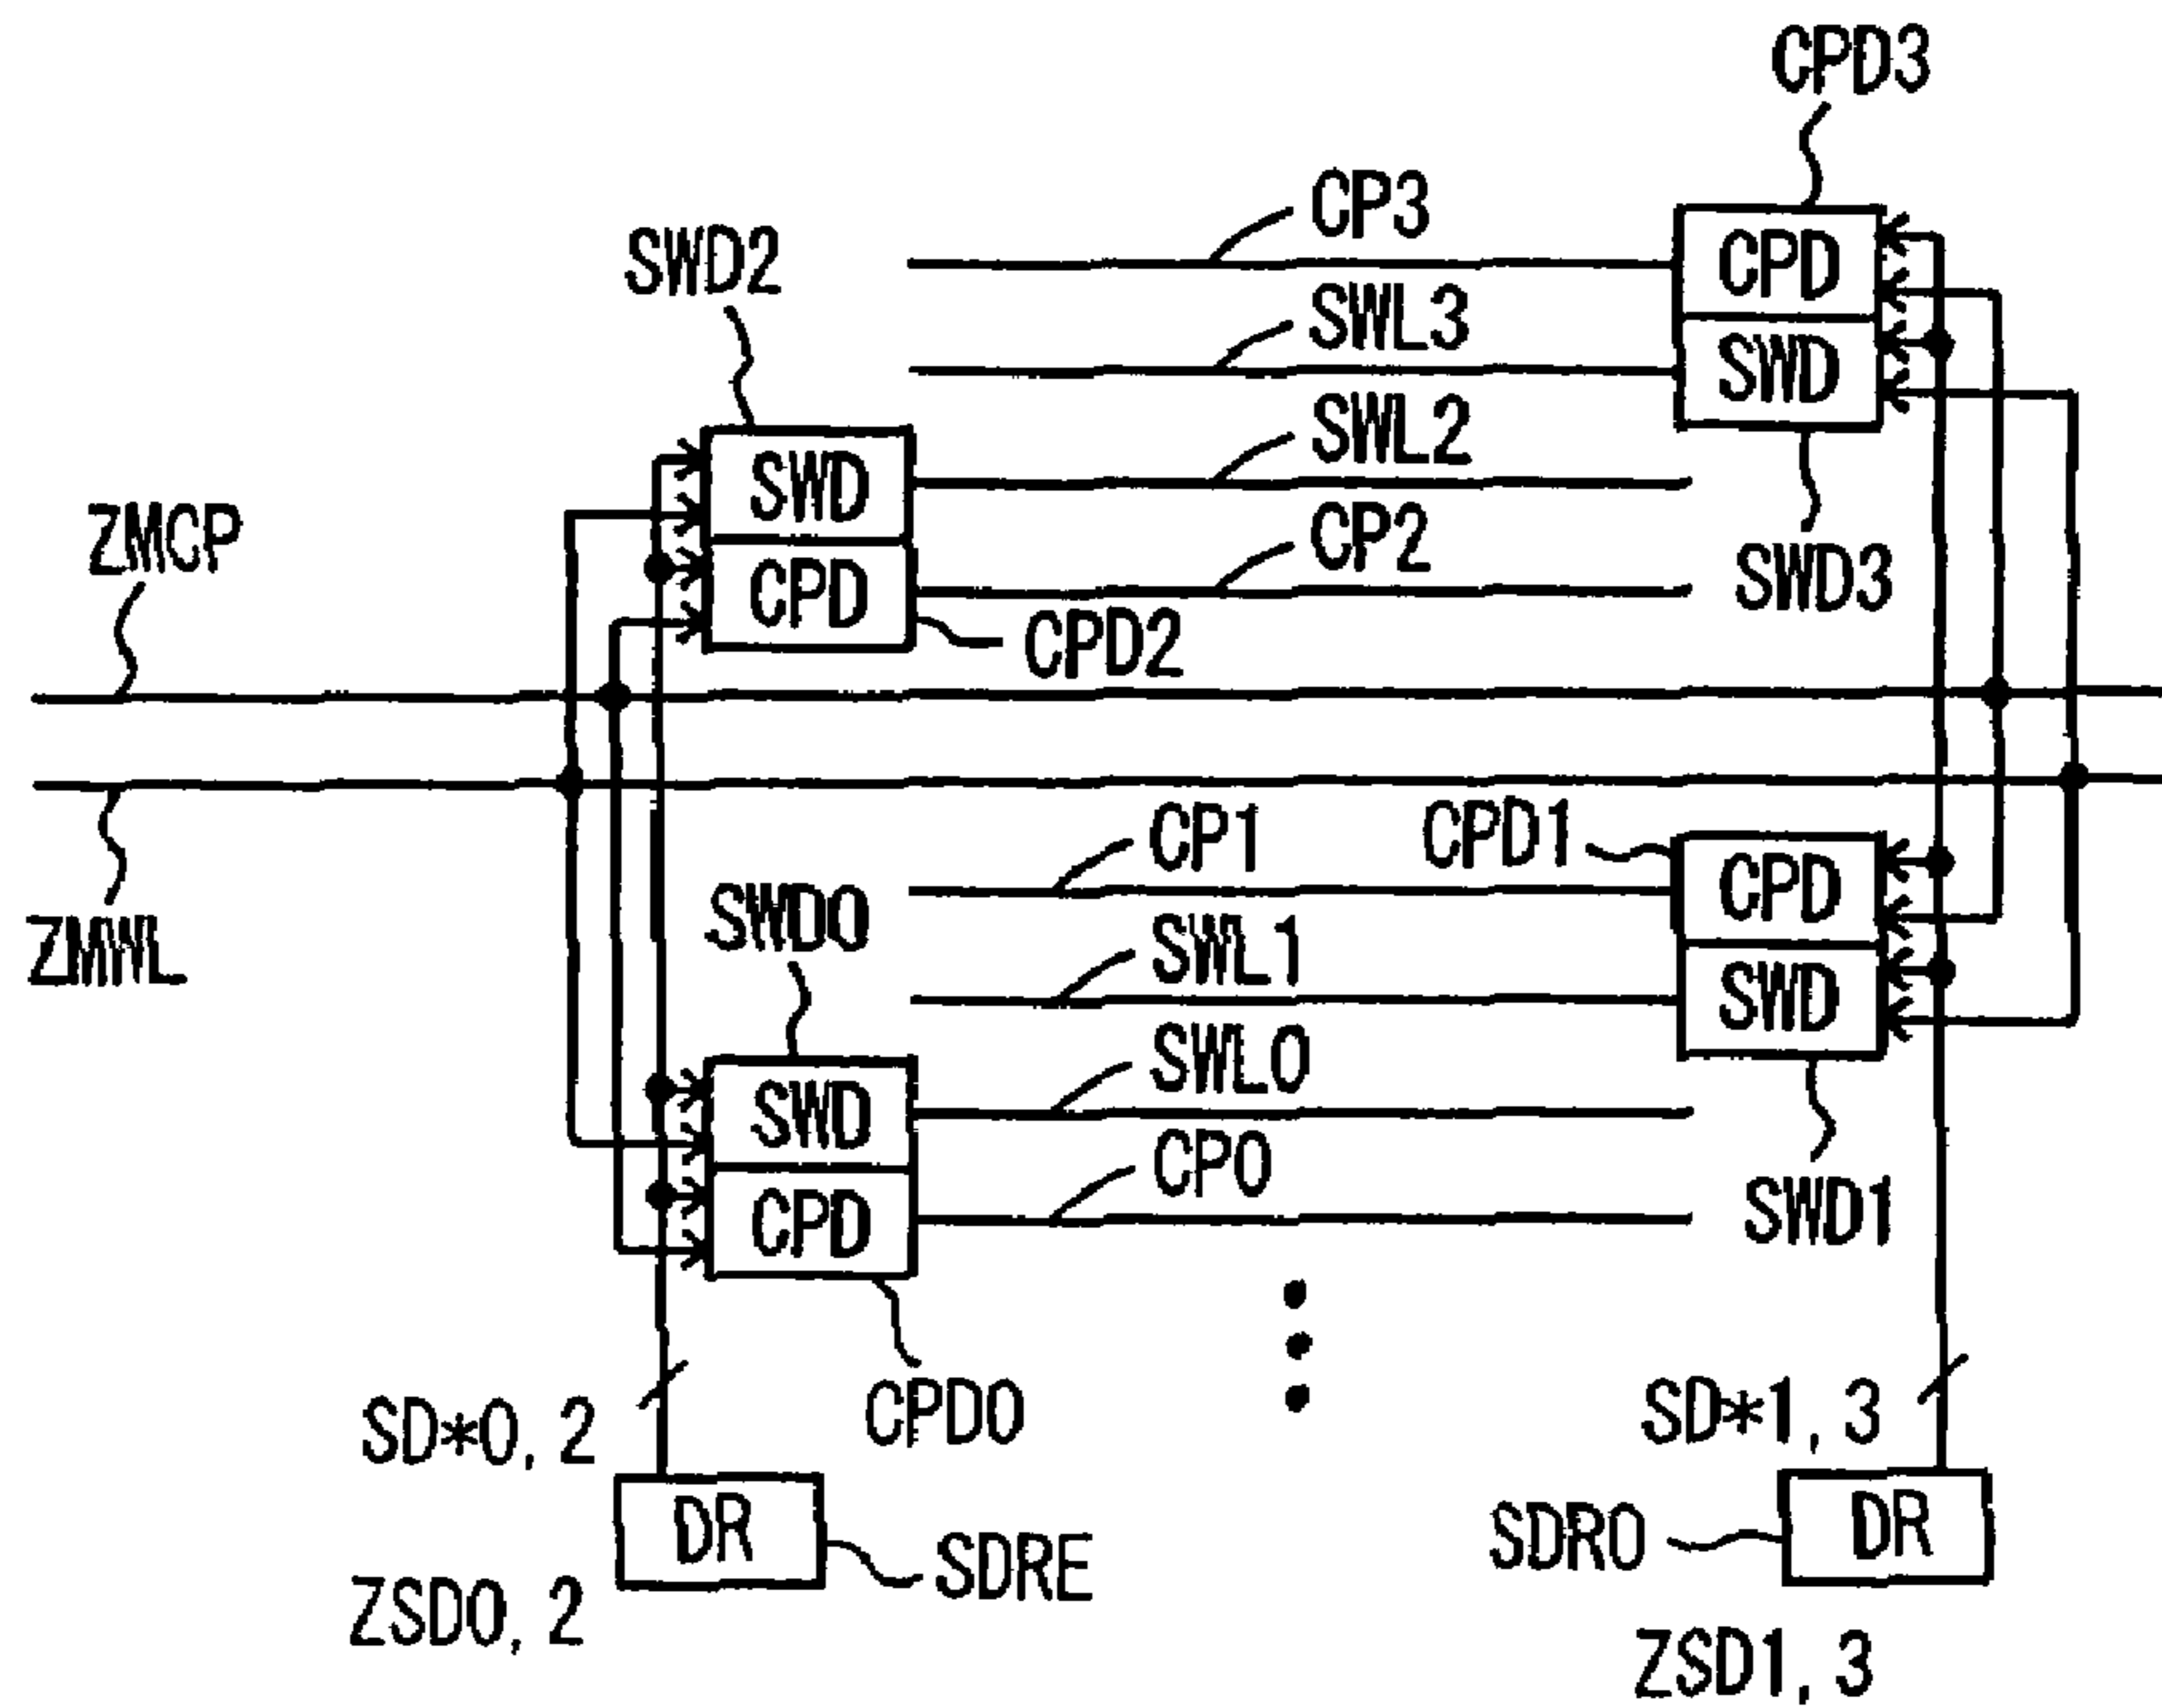 CPD3
CP3
CPD
SWD2
SWL3
SWD
SWL2
SWD
ZMCP
CP2
SWD3
CPD
CPD2
CP1
CPD1
CPD
SWD0
ZMWL
SWL1
SWD
SWL0
SWD
CP0
SWD1
CPD
SD*0, 2
CPD0
SD*1, 3
DR
SDRE
SDRO
DR
ZSD0, 2
ZSD1, 3